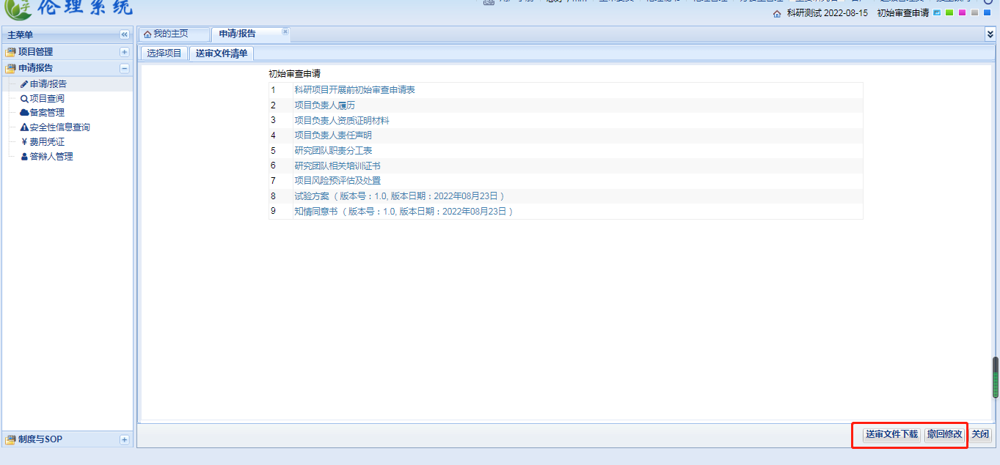 伦理系统
科研测试 2022-08-15 初始审查申请
主菜单
我的主页
申请/报告
项目管理
选择项目
送审文件清单
申请报告
申请/报告
项目查阅
备案管理
安全性信息查询
¥ 费用凭证
答辩人管理
初始审查申请
1 科研项目开展前初始审查申请表
2 项目负责人履历
3 项目负责人资质证明材料
4 项目负责人责任声明
5 研究团队职责分工表
6 研究团队相关培训证书
7 项目风险预评估及处置
8 试验方案 （ 版本号：1.0, 版本日期：2022年08月23日 ）
9 知情同意书 （ 版本号：1.0, 版本日期：2022年08月23日 ）
制度与SOP
送审文件下载 撤回修改 关闭